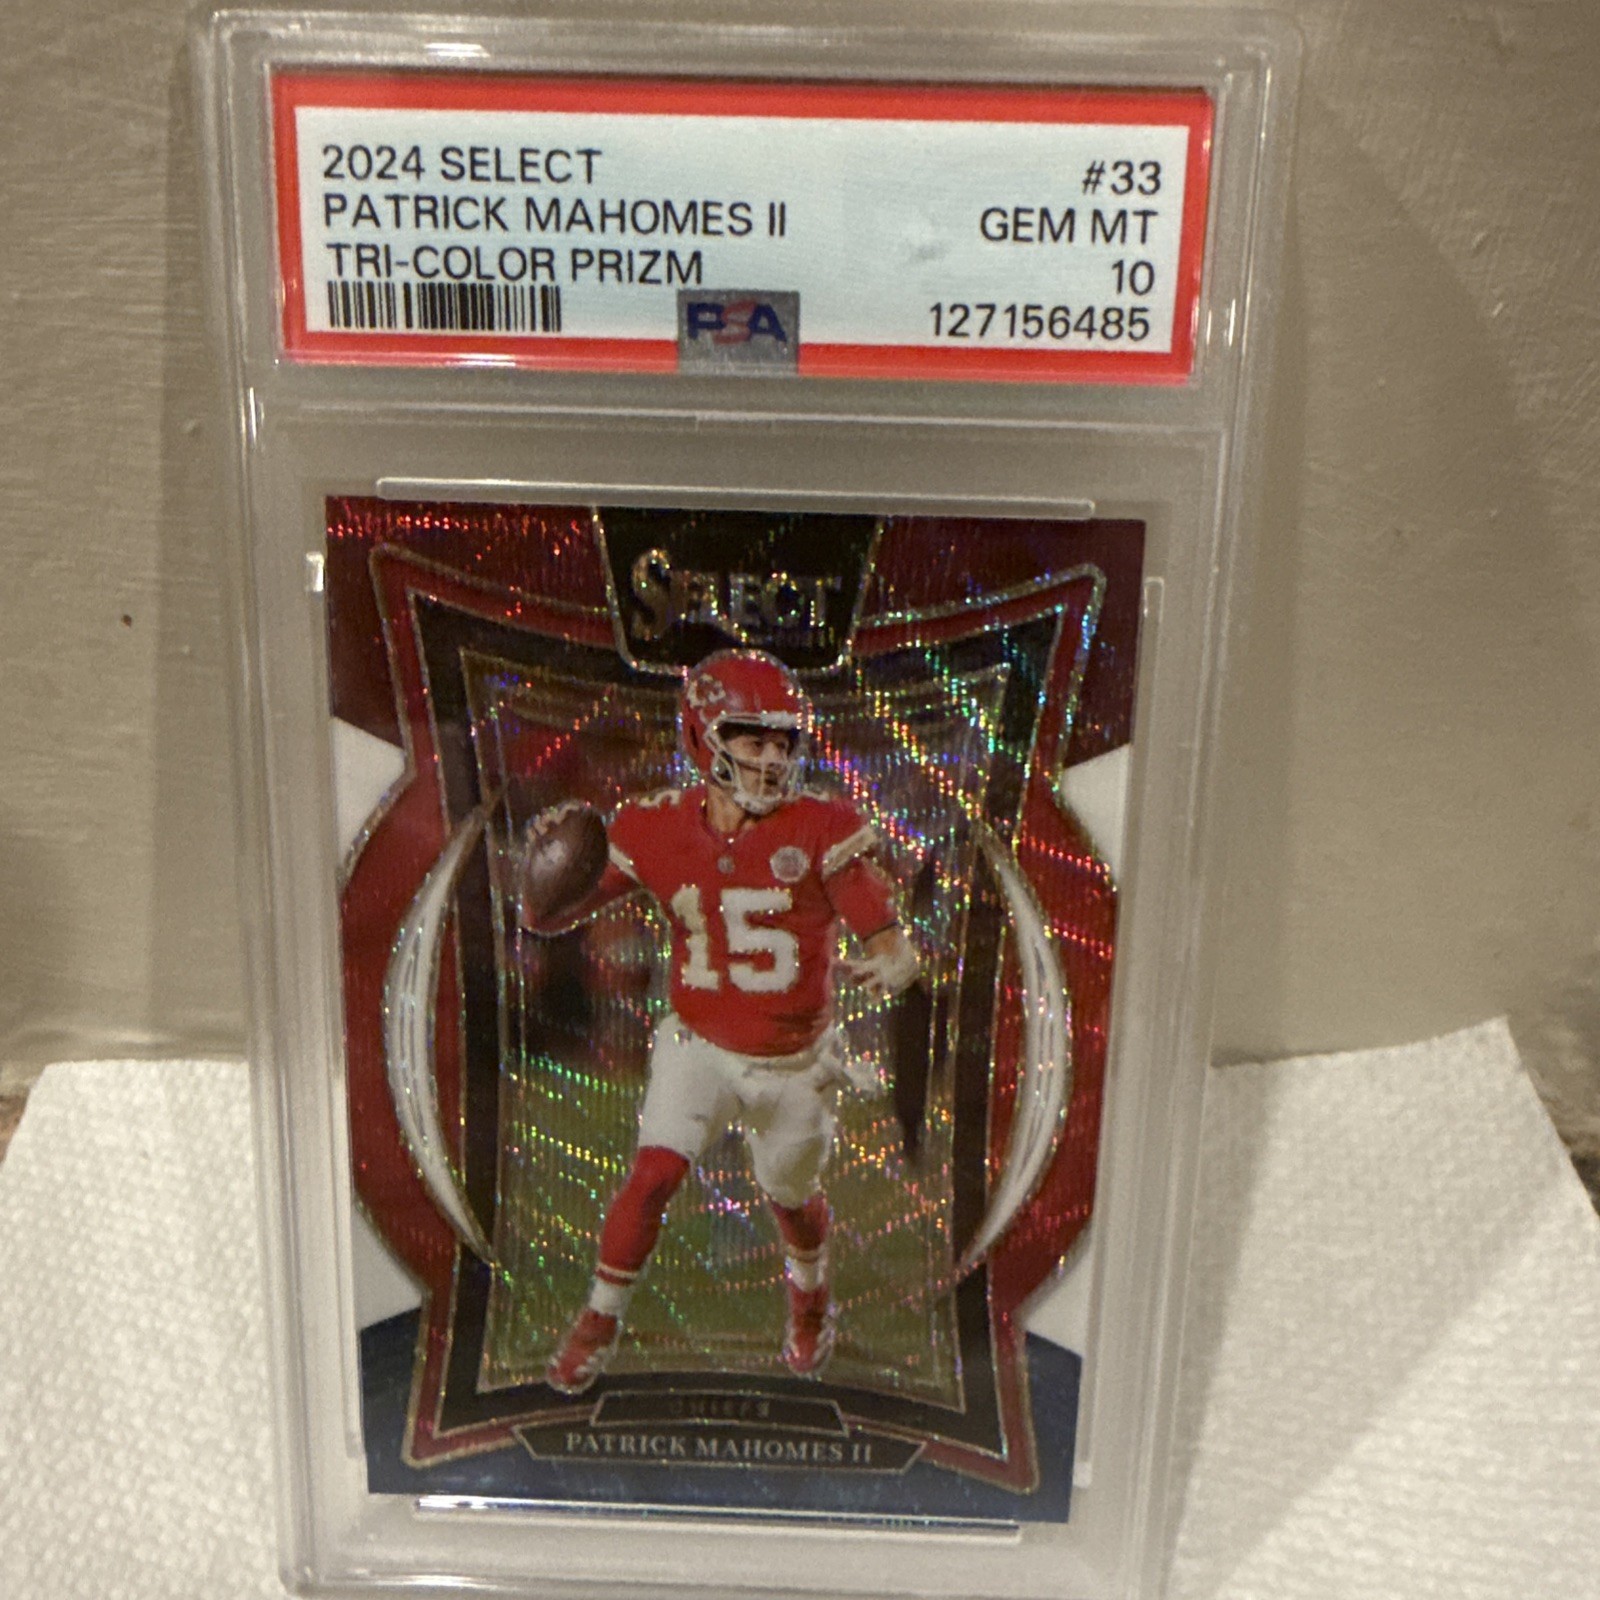 2024 SELECT #33
PATRICK MAHOMES II GEM MT
TRI-COLOR PRIZM 10
PSA 127156485
SELECT
15
15
CHIEFS
PATRICK MAHOMES II